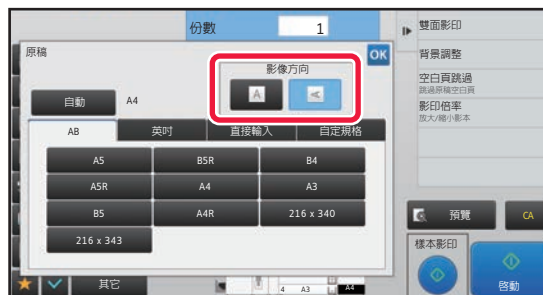 份數 1
原稿
OK
影像方向
A
A
自動 A4
AB 英吋 直接輸入 自定規格
A5 B5R B4
A5R A4 A3
B5 A4R 216 x 340
216 x 343
其它
4 A3 A4
雙面影印
背景調整
空白頁跳過
跳過原稿空白頁
影印倍率
放大/縮小影本
預覽 CA
樣本影印
啓動